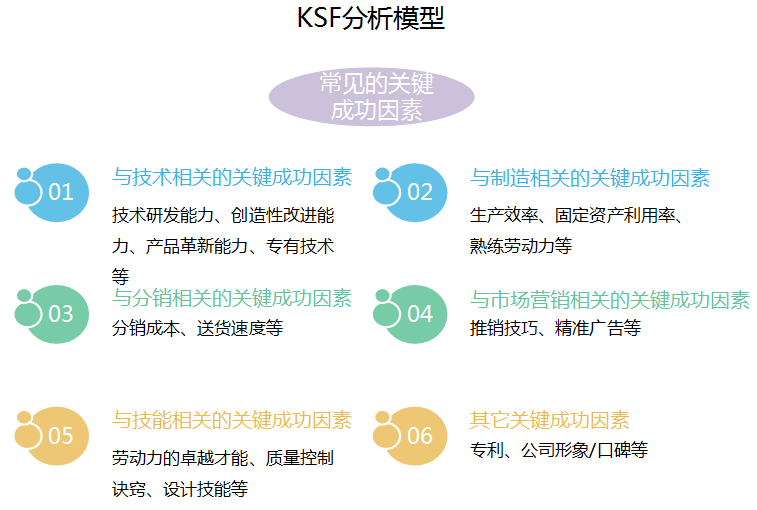 KSF分析模型
常见的关键
成功因素
01
与技术相关的关键成功因素
技术研发能力、创造性改进能
力、产品革新能力、专有技术
等
02
与制造相关的关键成功因素
生产效率、固定资产利用率、
熟练劳动力等
03
与分销相关的关键成功因素
分销成本、送货速度等
04
与市场营销相关的关键成功因素
推销技巧、精准广告等
05
与技能相关的关键成功因素
劳动力的卓越才能、质量控制
诀窍、设计技能等
06
其它关键成功因素
专利、公司形象/口碑等